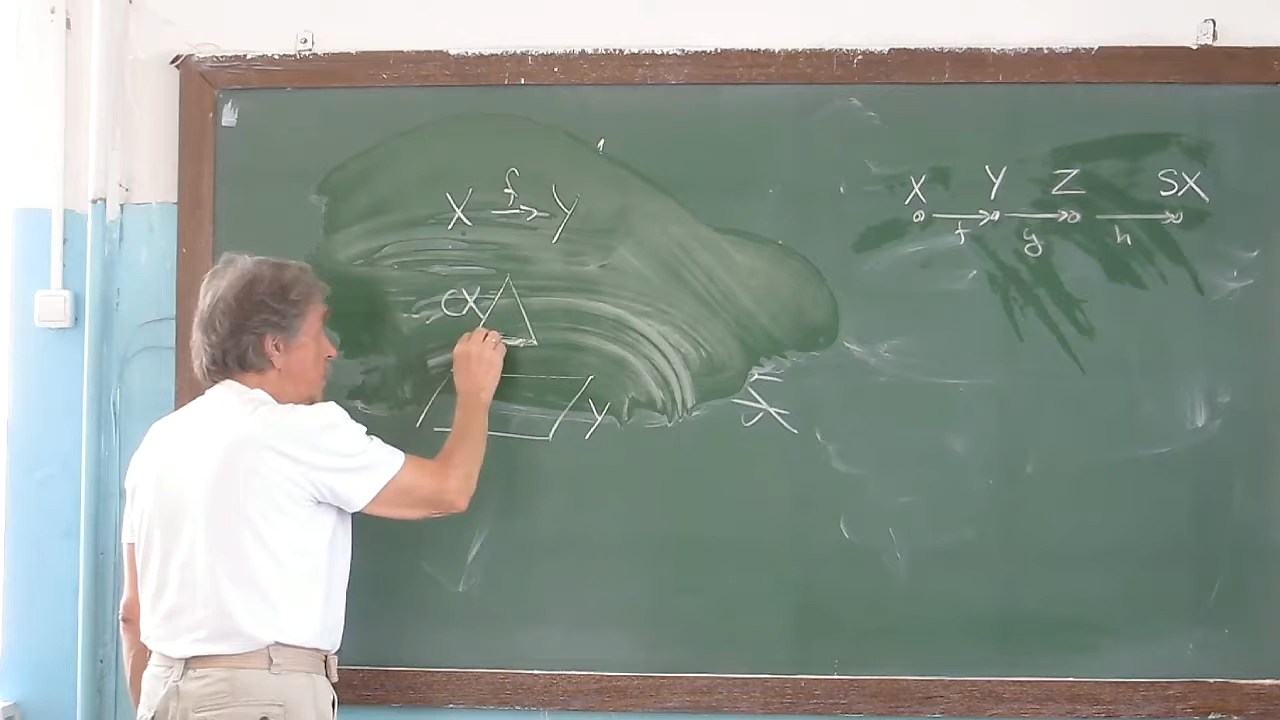 X →f Y
CX
Y
X
X Y Z SX
f g h